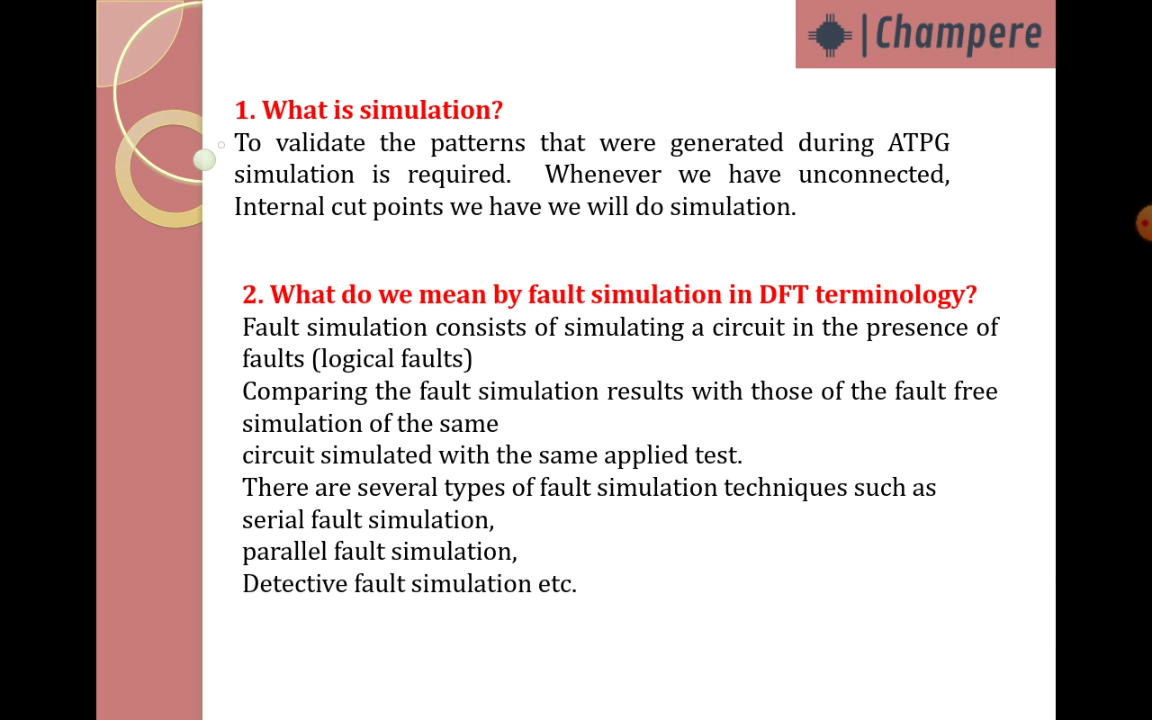 | Champere
1. What is simulation?
To validate the patterns that were generated during ATPG
simulation is required. Whenever we have unconnected,
Internal cut points we have we will do simulation.
2. What do we mean by fault simulation in DFT terminology?
Fault simulation consists of simulating a circuit in the presence of
faults (logical faults)
Comparing the fault simulation results with those of the fault free
simulation of the same
circuit simulated with the same applied test.
There are several types of fault simulation techniques such as
serial fault simulation,
parallel fault simulation,
Detective fault simulation etc.